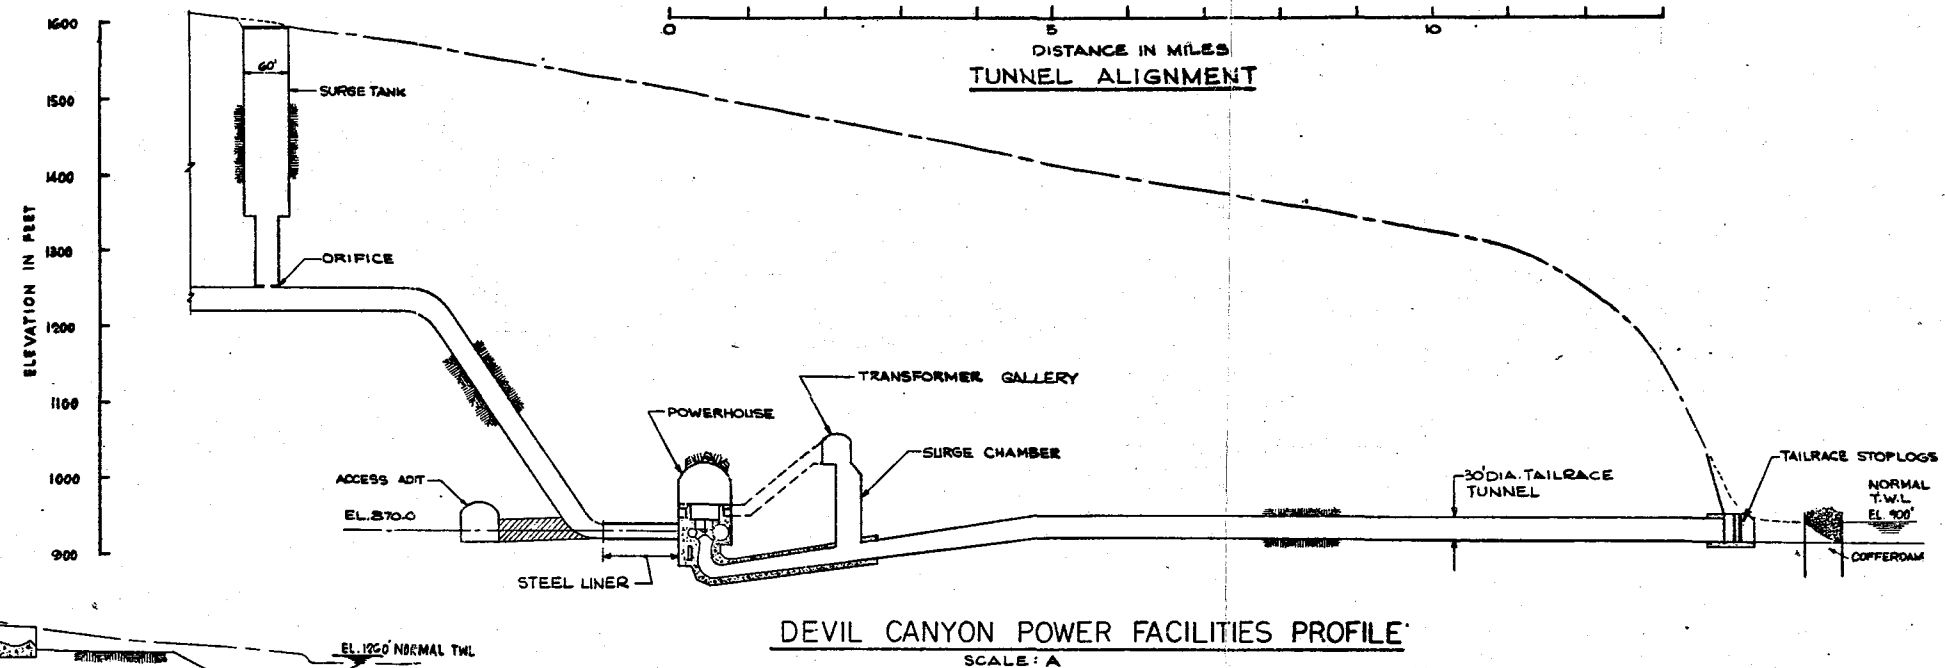 0 5 10
DISTANCE IN MILES
TUNNEL ALIGNMENT
1600
1500
1400
1300
1200
1100
1000
900
ELEVATION IN FEET
60'
SURGE TANK
ORIFICE
TRANSFORMER GALLERY
POWERHOUSE
SURGE CHAMBER
ACCESS ADIT
EL.870.0
STEEL LINER
30' DIA. TAILRACE
TUNNEL
TAILRACE STOPLOGS
NORMAL
T.W.L
EL. 900'
COFFERDAM
DEVIL CANYON POWER FACILITIES PROFILE
SCALE: A
EL. 1260' NORMAL TWL